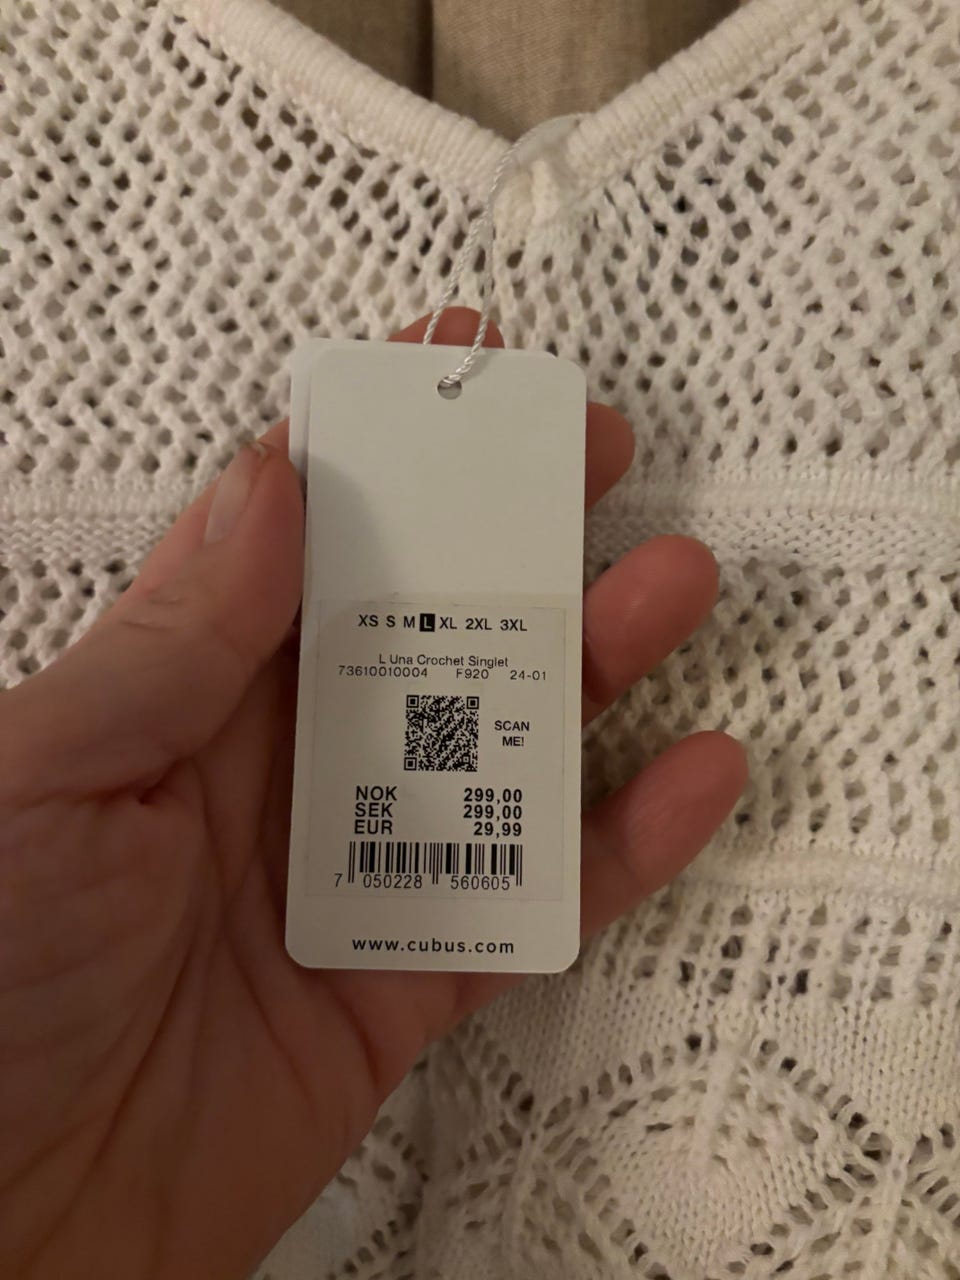 XS S M L XL 2XL 3XL
L Una Crochet Singlet
73610010004 F920 24-01
SCAN
ME!
NOK 299,00
SEK 299,00
EUR 29,99
7 050228 560605
www.cubus.com